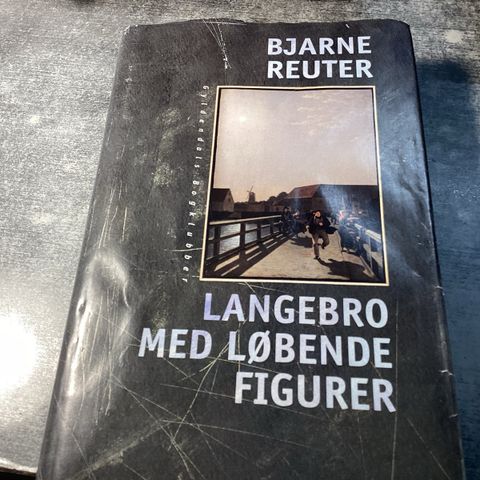 BJARNE
REUTER
Gyldendals Bogklubber
LANGEBRO
MED LØBENDE
FIGURER